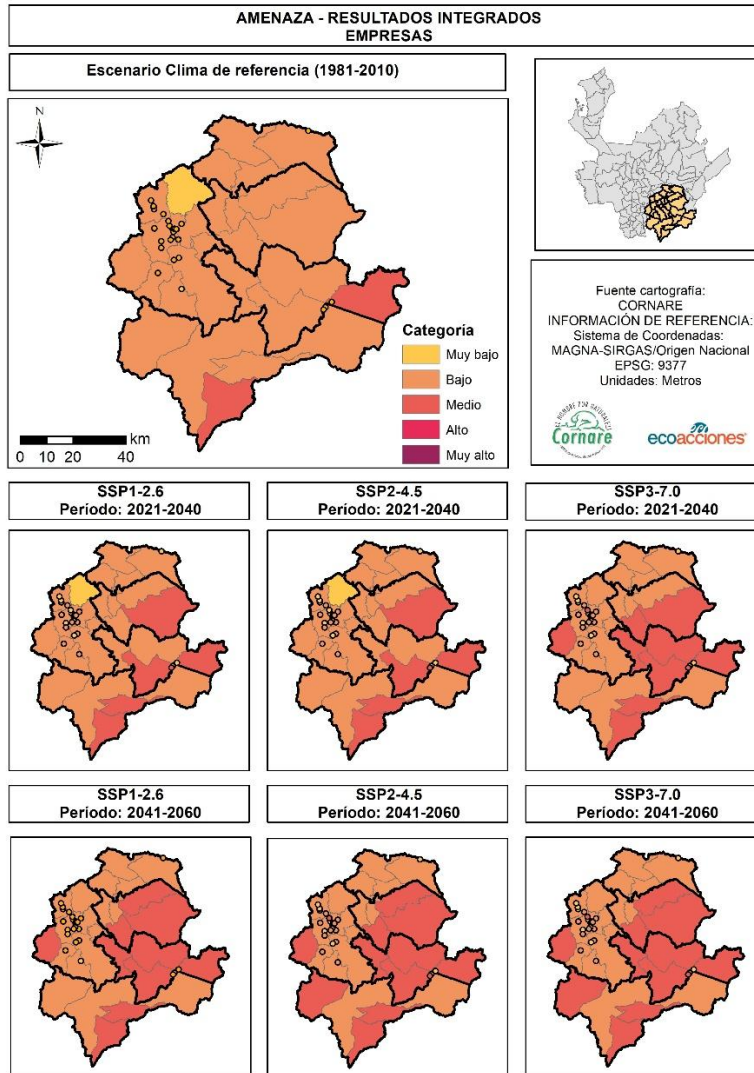 AMENAZA - RESULTADOS INTEGRADOS
EMPRESAS
Escenario Clima de referencia (1981-2010)
N
Categoría
Muy bajo
Bajo
Medio
Alto
Muy alto
0 10 20 40 km
Fuente cartografía:
CORNARE
INFORMACIÓN DE REFERENCIA:
Sistema de Coordenadas:
MAGNA-SIRGAS/Origen Nacional
EPSG: 9377
Unidades: Metros
Cornare
ecoacciones
SSP1-2.6
Período: 2021-2040
SSP2-4.5
Período: 2021-2040
SSP3-7.0
Período: 2021-2040
SSP1-2.6
Período: 2041-2060
SSP2-4.5
Período: 2041-2060
SSP3-7.0
Período: 2041-2060